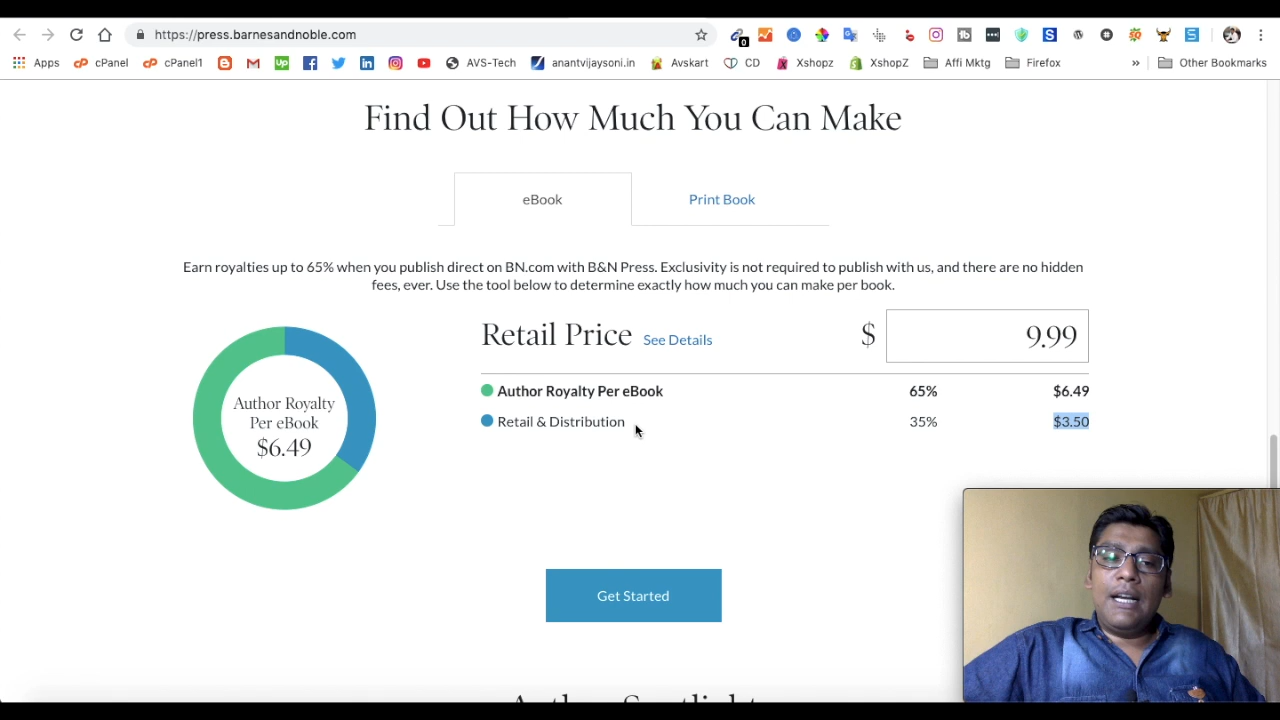 https://press.barnesandnoble.com
0
Apps
cPanel
cPanel1
AVS-Tech
anantvijaysoni.in
Avskart
CD
Xshopz
XshopZ
Affi Mktg
Firefox
»
Other Bookmarks
Find Out How Much You Can Make
eBook
Print Book
Earn royalties up to 65% when you publish direct on BN.com with B&N Press. Exclusivity is not required to publish with us, and there are no hidden
fees, ever. Use the tool below to determine exactly how much you can make per book.
Retail Price See Details $ 9.99
Author Royalty Per eBook 65% $6.49
Retail & Distribution 35% $3.50
Author Royalty
Per eBook
$6.49
Get Started